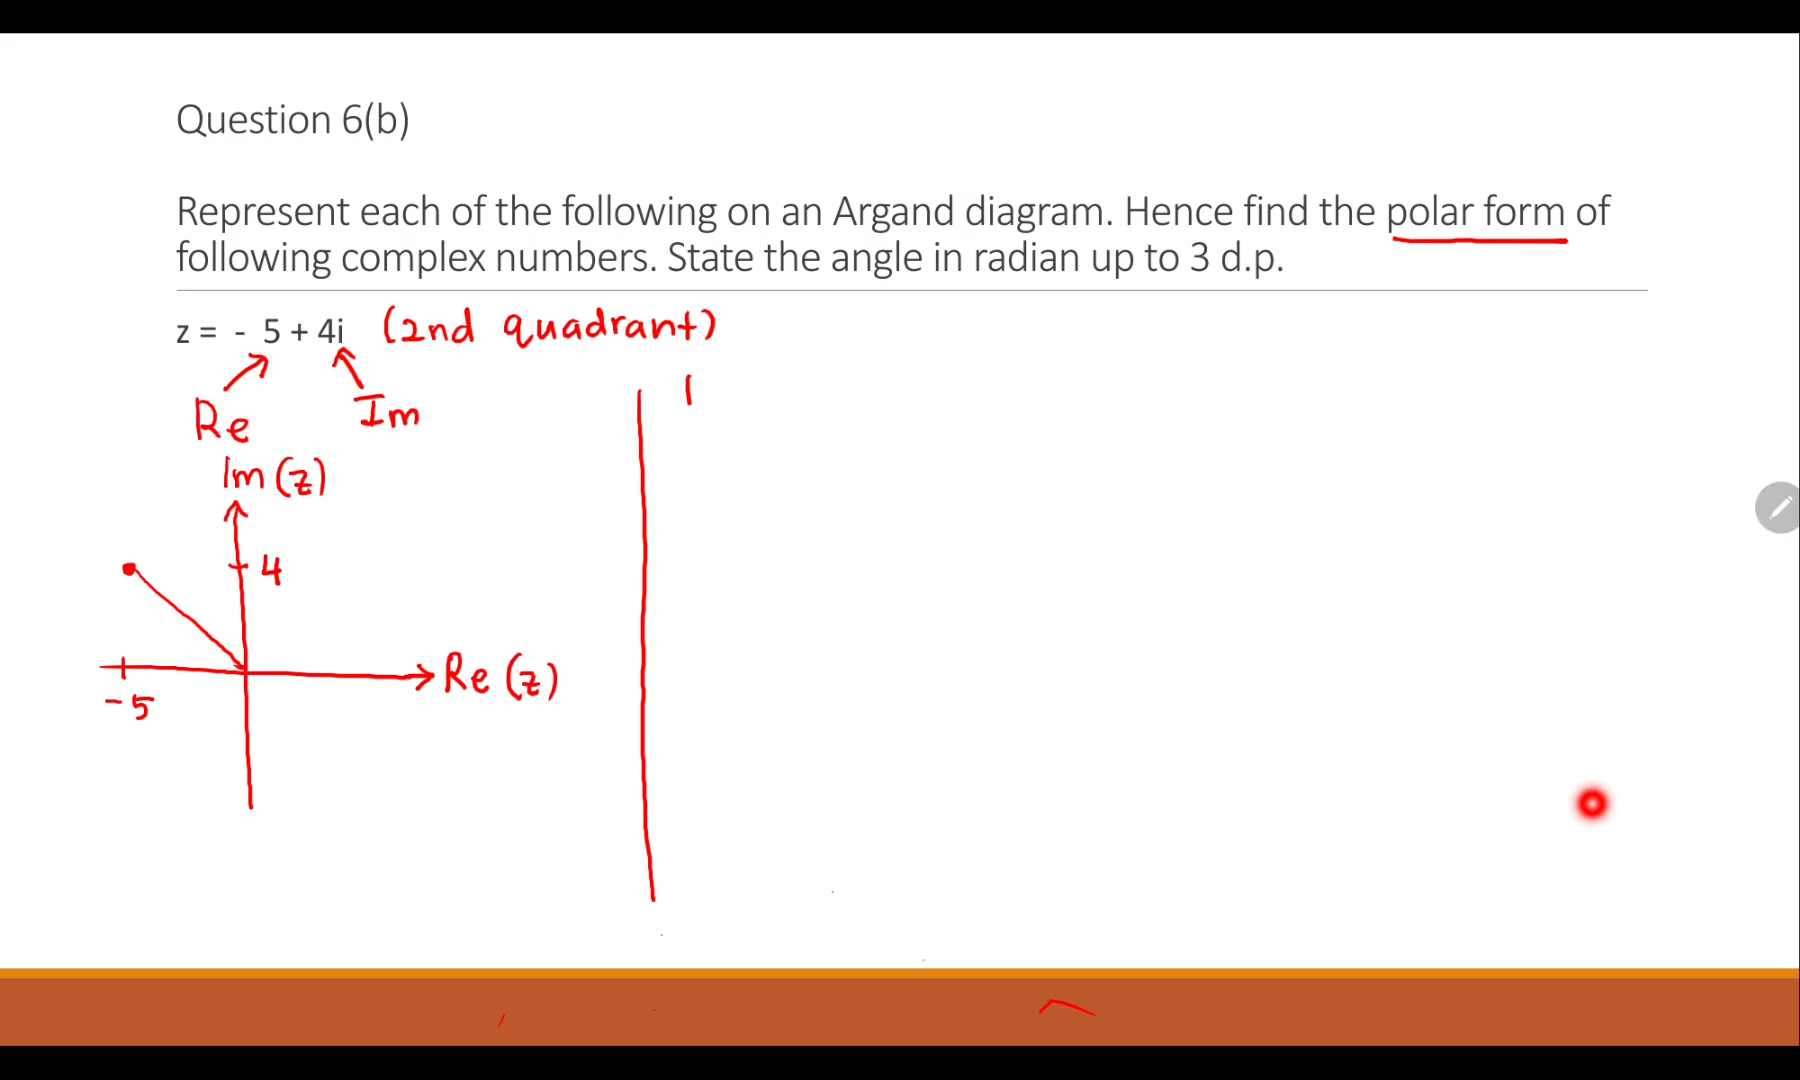 Question 6(b)
Represent each of the following on an Argand diagram. Hence find the polar form of
following complex numbers. State the angle in radian up to 3 d.p.
z = - 5 + 4i (2nd quadrant)
Re Im
Im (z)
4
Re (z)
-5